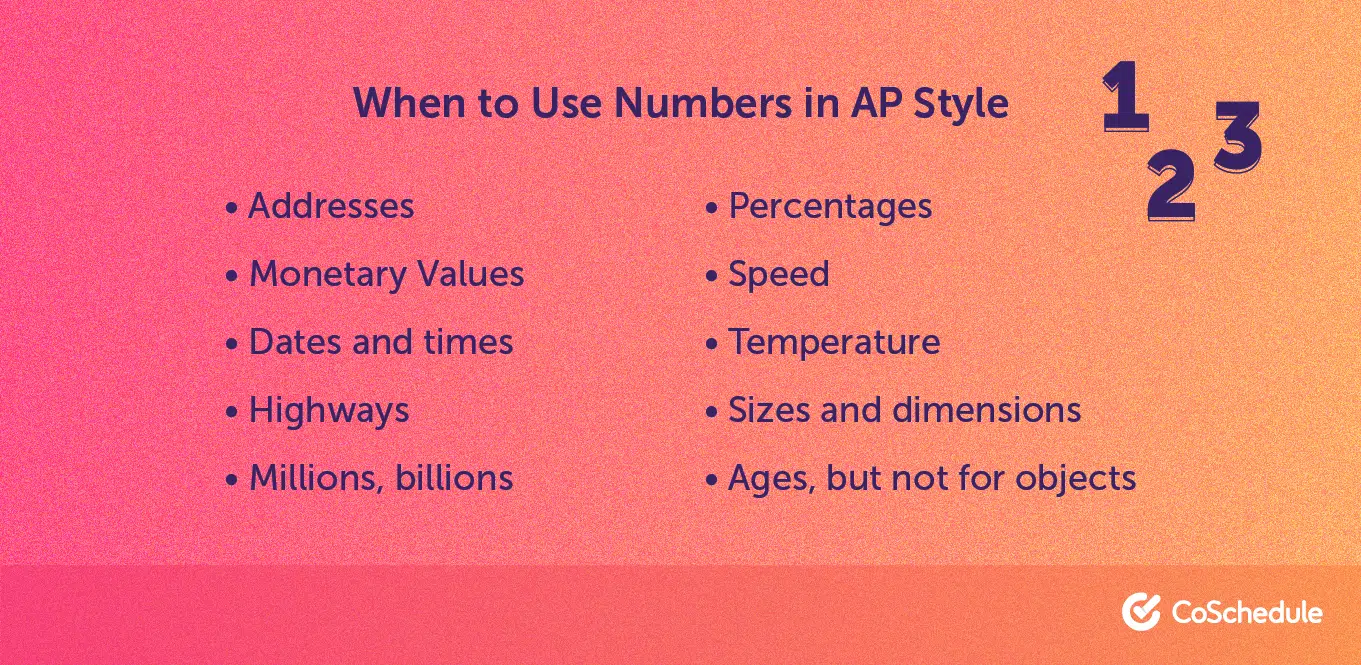 When to Use Numbers in AP Style
1
2
3
• Addresses
• Monetary Values
• Dates and times
• Highways
• Millions, billions
• Percentages
• Speed
• Temperature
• Sizes and dimensions
• Ages, but not for objects
CoSchedule